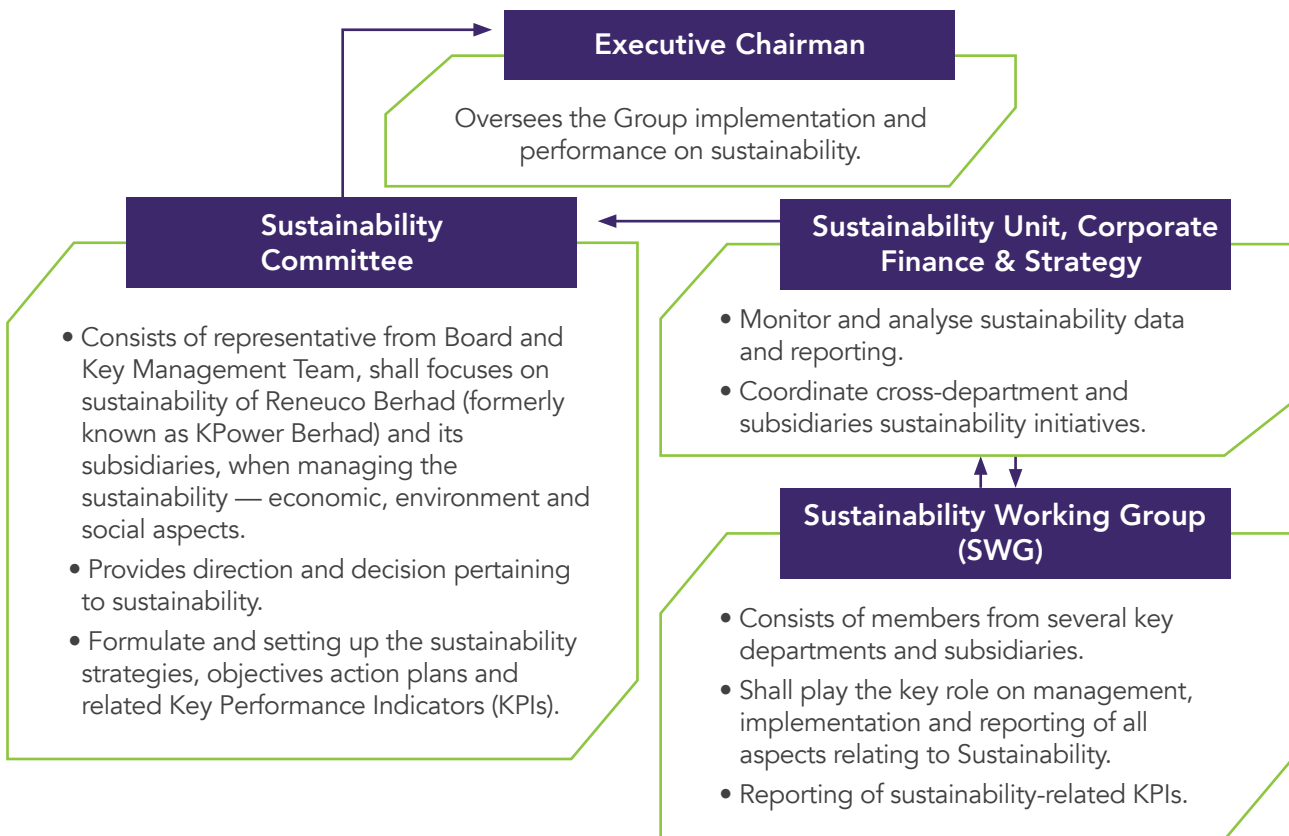 Executive Chairman
Oversees the Group implementation and
performance on sustainability.
Sustainability
Committee
• Consists of representative from Board and
Key Management Team, shall focuses on
sustainability of Reneuco Berhad (formerly
known as KPower Berhad) and its
subsidiaries, when managing the
sustainability — economic, environment and
social aspects.
• Provides direction and decision pertaining
to sustainability.
• Formulate and setting up the sustainability
strategies, objectives action plans and
related Key Performance Indicators (KPIs).
Sustainability Unit, Corporate
Finance & Strategy
• Monitor and analyse sustainability data
and reporting.
• Coordinate cross-department and
subsidiaries sustainability initiatives.
Sustainability Working Group
(SWG)
• Consists of members from several key
departments and subsidiaries.
• Shall play the key role on management,
implementation and reporting of all
aspects relating to Sustainability.
• Reporting of sustainability-related KPIs.